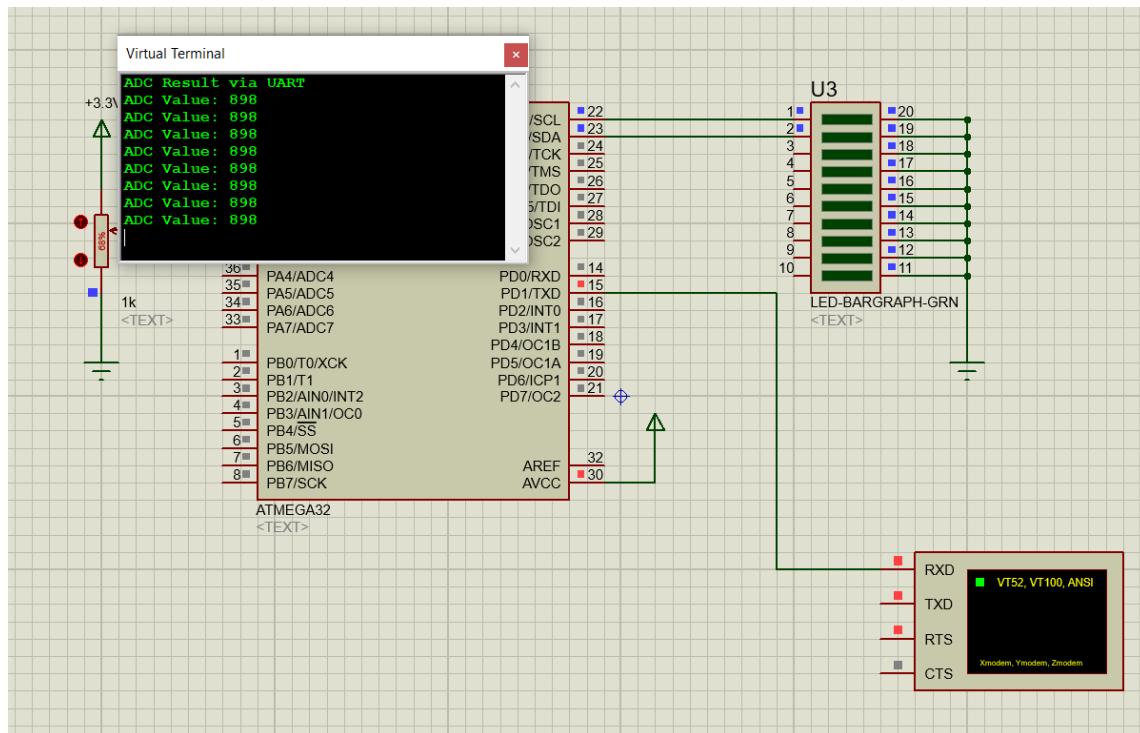 Virtual Terminal
ADC Result via UART
ADC Value: 898
ADC Value: 898
ADC Value: 898
ADC Value: 898
ADC Value: 898
ADC Value: 898
ADC Value: 898
ADC Value: 898
+3.3V
68%
1k
<TEXT>
36 PA4/ADC4
35 PA5/ADC5
34 PA6/ADC6
33 PA7/ADC7
1 PB0/T0/XCK
2 PB1/T1
3 PB2/AIN0/INT2
4 PB3/AIN1/OC0
5 PB4/SS
6 PB5/MOSI
7 PB6/MISO
8 PB7/SCK
/SCL 22
/SDA 23
/TCK 24
/TMS 25
/TDO 26
5/TDI 27
OSC1 28
OSC2 29
PD0/RXD 14
PD1/TXD 15
PD2/INT0 16
PD3/INT1 17
PD4/OC1B 18
PD5/OC1A 19
PD6/ICP1 20
PD7/OC2 21
AREF 32
AVCC 30
ATMEGA32
<TEXT>
U3
1 20
2 19
3 18
4 17
5 16
6 15
7 14
8 13
9 12
10 11
LED-BARGRAPH-GRN
<TEXT>
RXD
TXD
RTS
CTS
VT52, VT100, ANSI
Xmodem, Ymodem, Zmodem